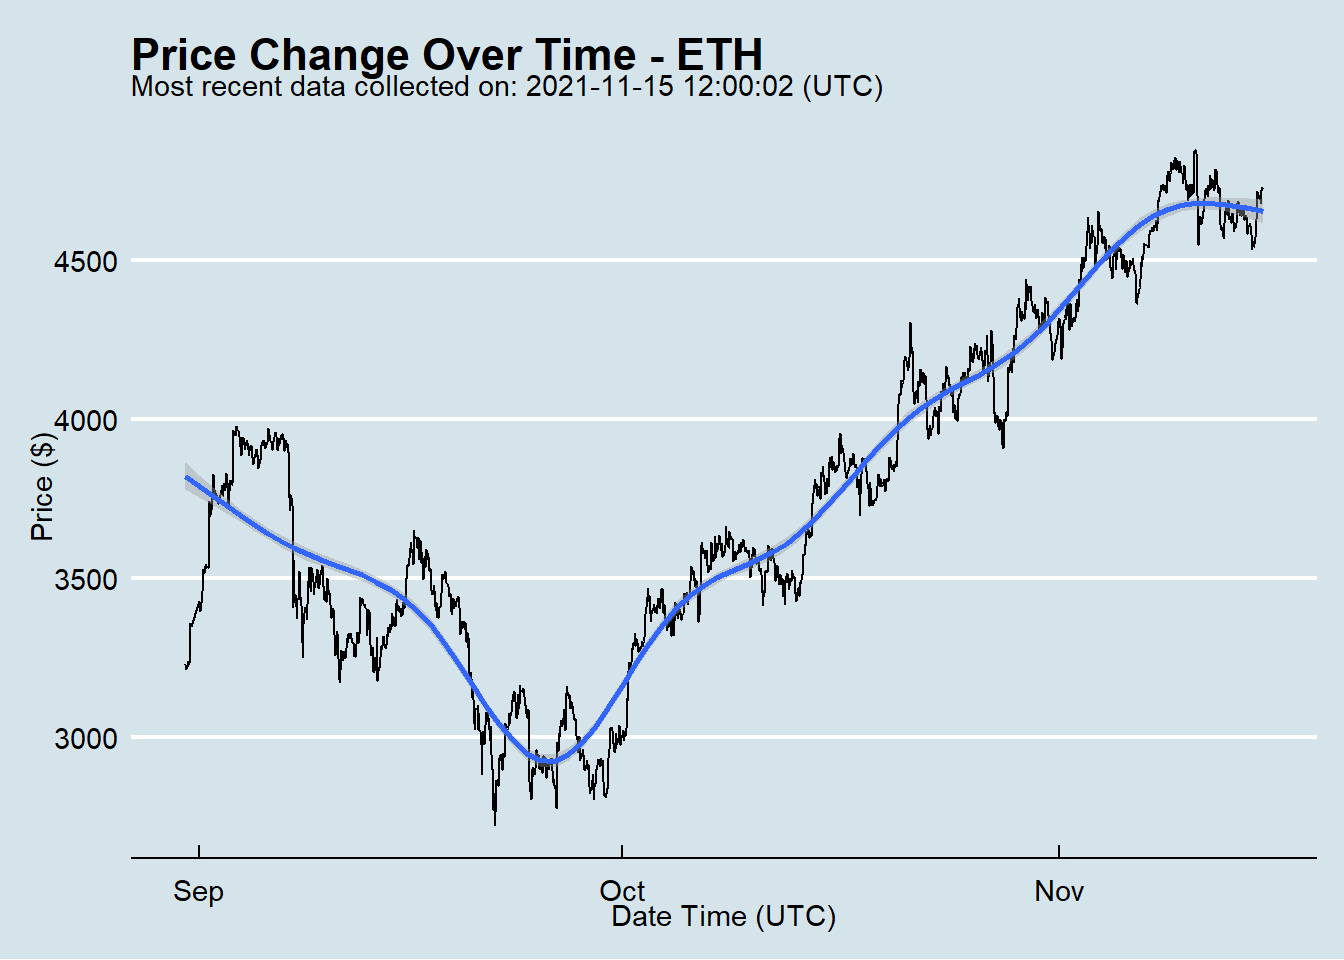 Price Change Over Time - ETH
Most recent data collected on: 2021-11-15 12:00:02 (UTC)
Price ($)
4500
4000
3500
3000
Sep Oct Nov
Date Time (UTC)